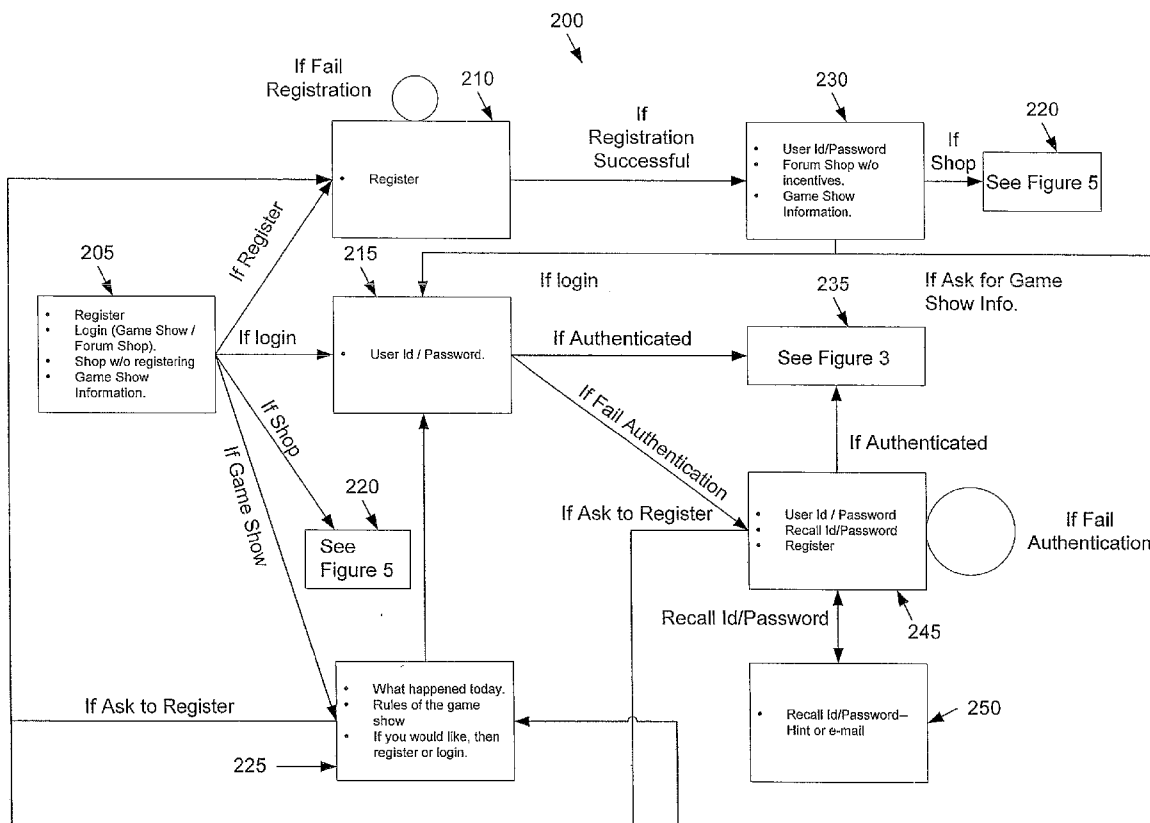 200
If Fail
Registration
210
• Register
If
Registration
Successful
230
• User Id/Password
• Forum Shop w/o
incentives.
• Game Show
Information.
If
Shop
220
See Figure 5
If Register
205
• Register
• Login (Game Show /
Forum Shop).
• Shop w/o registering
• Game Show
Information.
If login
215
• User Id / Password.
If login
If Ask for Game
Show Info.
235
If Authenticated
See Figure 3
If Fail Authentication
If Authenticated
If Shop
If Game Show
220
See
Figure 5
If Ask to Register
• User Id / Password
• Recall Id/Password
• Register
If Fail
Authentication
245
Recall Id/Password
• Recall Id/Password–
Hint or e-mail
250
If Ask to Register
• What happened today.
• Rules of the game
show
• If you would like, then
register or login.
225